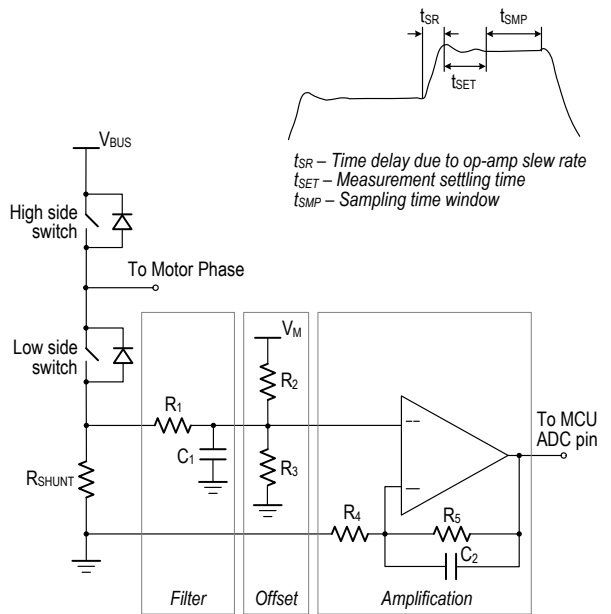 tSR
tSMP
tSET
tSR – Time delay due to op-amp slew rate
tSET – Measurement settling time
tSMP – Sampling time window
VBUS
High side
switch
To Motor Phase
Low side
switch
VM
R1
R2
C1
R3
RSHUNT
To MCU
ADC pin
R4
R5
C2
Filter
Offset
Amplification